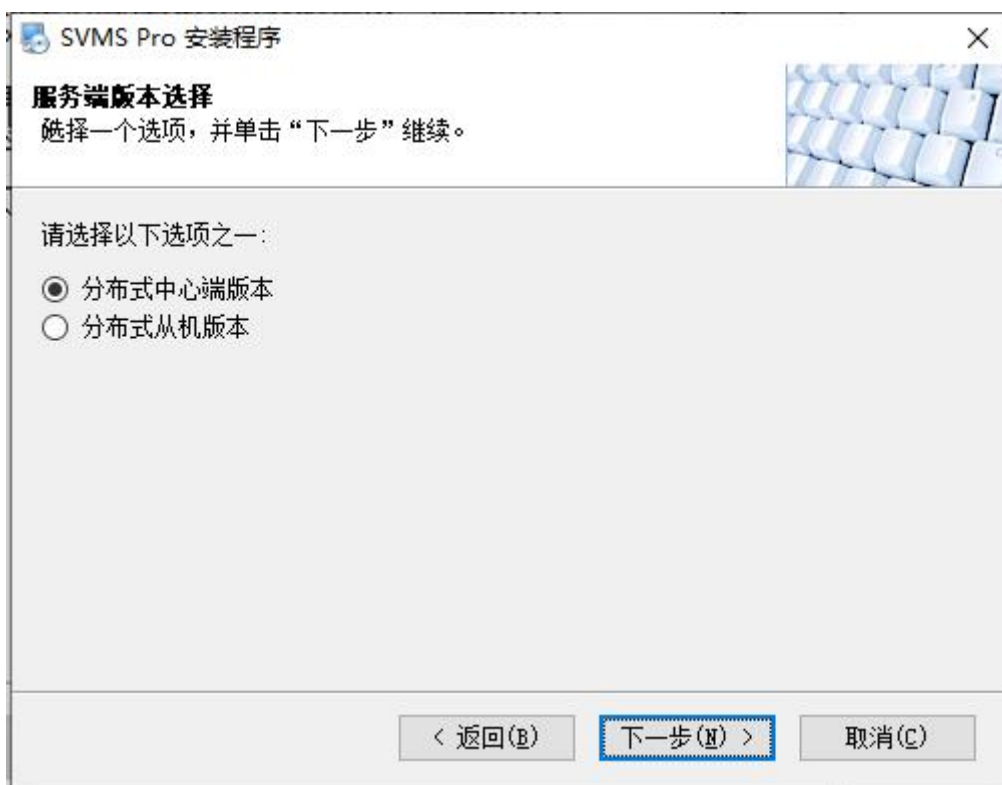 SVMS Pro 安装程序
服务端版本选择
选择一个选项，并单击“下一步”继续。
请选择以下选项之一:
分布式中心端版本
分布式从机版本
< 返回(B)
下一步(N) >
取消(C)